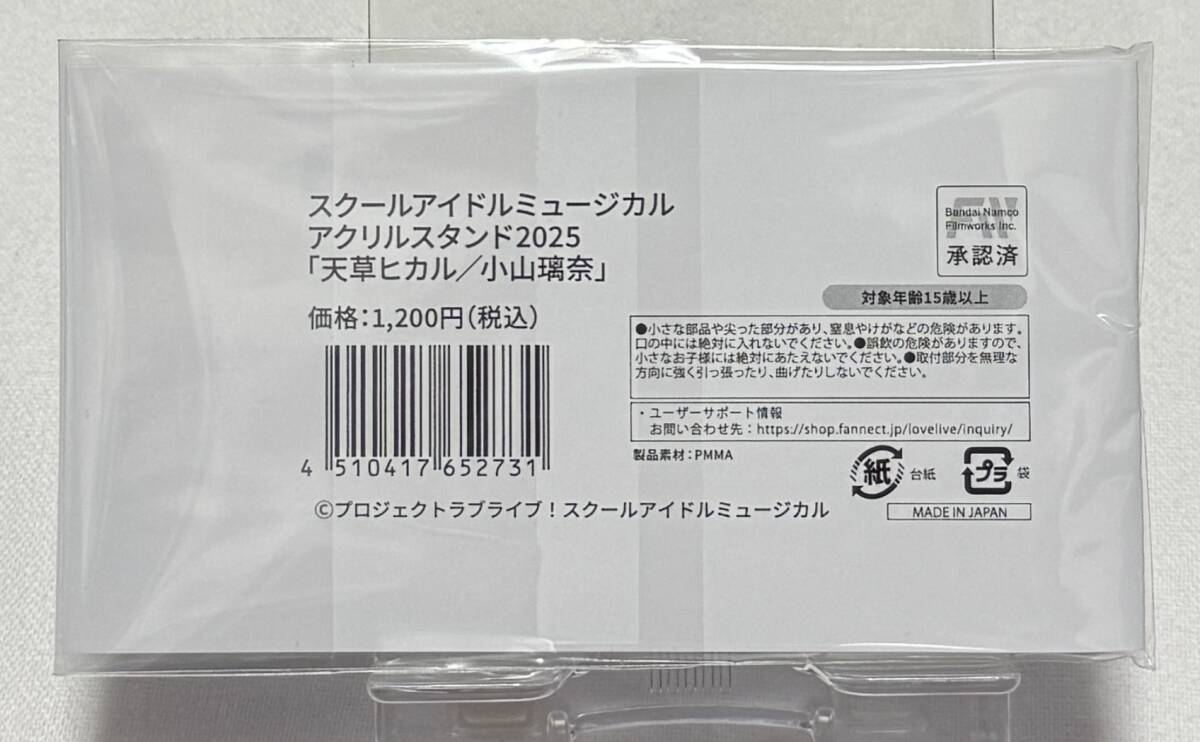 スクールアイドルミュージカル
アクリルスタンド2025
「天草ヒカル／小山璃奈」
価格：1,200円（税込）
4 510417 652731
©プロジェクトラブライブ！スクールアイドルミュージカル
FW
Bandai Namco
Filmworks Inc.
承認済
対象年齢15歳以上
●小さな部品や尖った部分があり、窒息やけがなどの危険があります。
口の中には絶対に入れないでください。●誤飲の危険がありますので、
小さなお子様には絶対にあたえないでください。●取付部分を無理な
方向に強く引っ張ったり、曲げたりしないでください。
・ユーザーサポート情報
お問い合わせ先：https://shop.fannect.jp/lovelive/inquiry/
製品素材：PMMA
紙 台紙
プラ 袋
MADE IN JAPAN